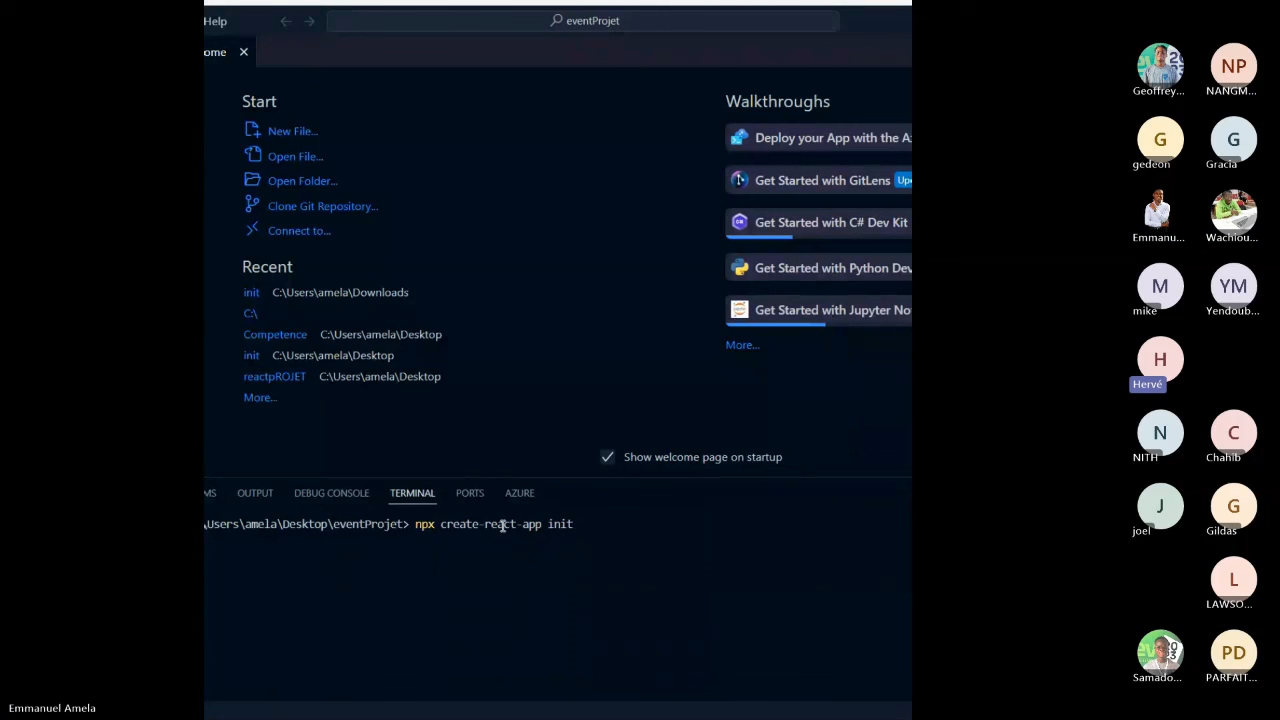 Help
eventProjet
ome
Start
New File...
Open File...
Open Folder...
Clone Git Repository...
Connect to...
Recent
init C:\Users\amela\Downloads
C:\
Competence C:\Users\amela\Desktop
init C:\Users\amela\Desktop
reactpROJET C:\Users\amela\Desktop
More...
Walkthroughs
Deploy your App with the A
Get Started with GitLens Up
Get Started with C# Dev Kit
Get Started with Python Dev
Get Started with Jupyter No
More...
Show welcome page on startup
MS OUTPUT DEBUG CONSOLE TERMINAL PORTS AZURE
\Users\amela\Desktop\eventProjet> npx create-react-app init
Geoffrey...
NP
NANGM...
G
gedeon
G
Gracia
Emmanu...
Wachiou...
M
mike
YM
Yendoub...
H
Hervé
N
NITH
C
Chahib
J
joel
G
Gildas
L
LAWSO...
Samado...
PD
PARFAIT...
Emmanuel Amela